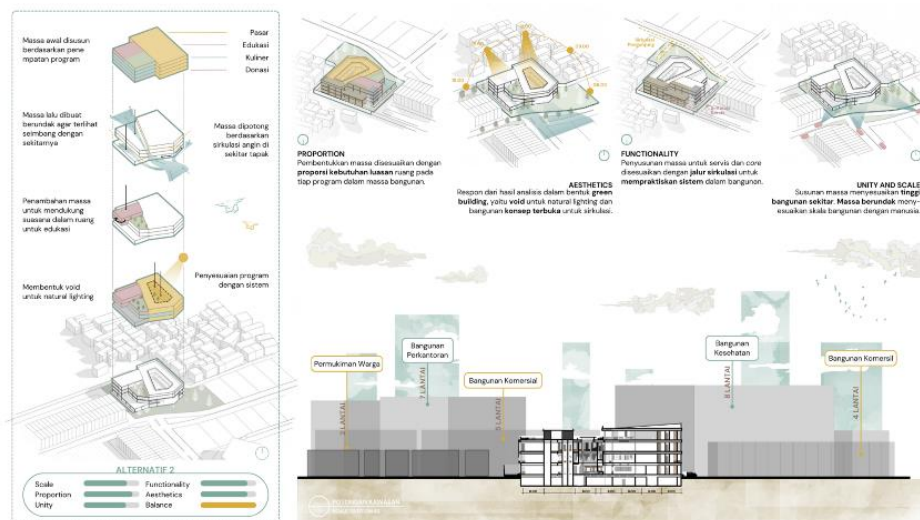 Massa awal disusun
berdasarkan pene
mpatan program
Pasar
Edukasi
Kuliner
Donasi
Massa lalu dibuat
berundak agar terlihat
seimbang dengan
sekitarnya
Massa dipotong
berdasarkan
sirkulasi angin di
sekitar tapak
Penambahan massa
untuk mendukung
suasana dalam ruang
untuk edukasi
Membentuk void
untuk natural lighting
Penyesuaian program
dengan sistem
ALTERNATIF 2
Scale
Proportion
Unity
Functionality
Aesthetics
Balance
PROPORTION
Pembentukkan massa disesuaikan dengan
proporsi kebutuhan luasan ruang pada
tiap program dalam massa bangunan.
AESTHETICS
Respon dari hasil analisis dalam bentuk green
building, yaitu void untuk natural lighting dan
bangunan konsep terbuka untuk sirkulasi.
FUNCTIONALITY
Penyusunan massa untuk servis dan core
disesuaikan dengan jalur sirkulasi untuk
mempraktiskan sistem dalam bangunan.
UNITY AND SCALE
Susunan massa menyesuaikan tinggi
bangunan sekitar. Massa berundak meny-
esuaikan skala bangunan dengan manusia.
Permukiman Warga
2 LANTAI
Bangunan
Perkantoran
7 LANTAI
Bangunan Komersial
5 LANTAI
Bangunan
Kesehatan
8 LANTAI
Bangunan Komersil
4 LANTAI